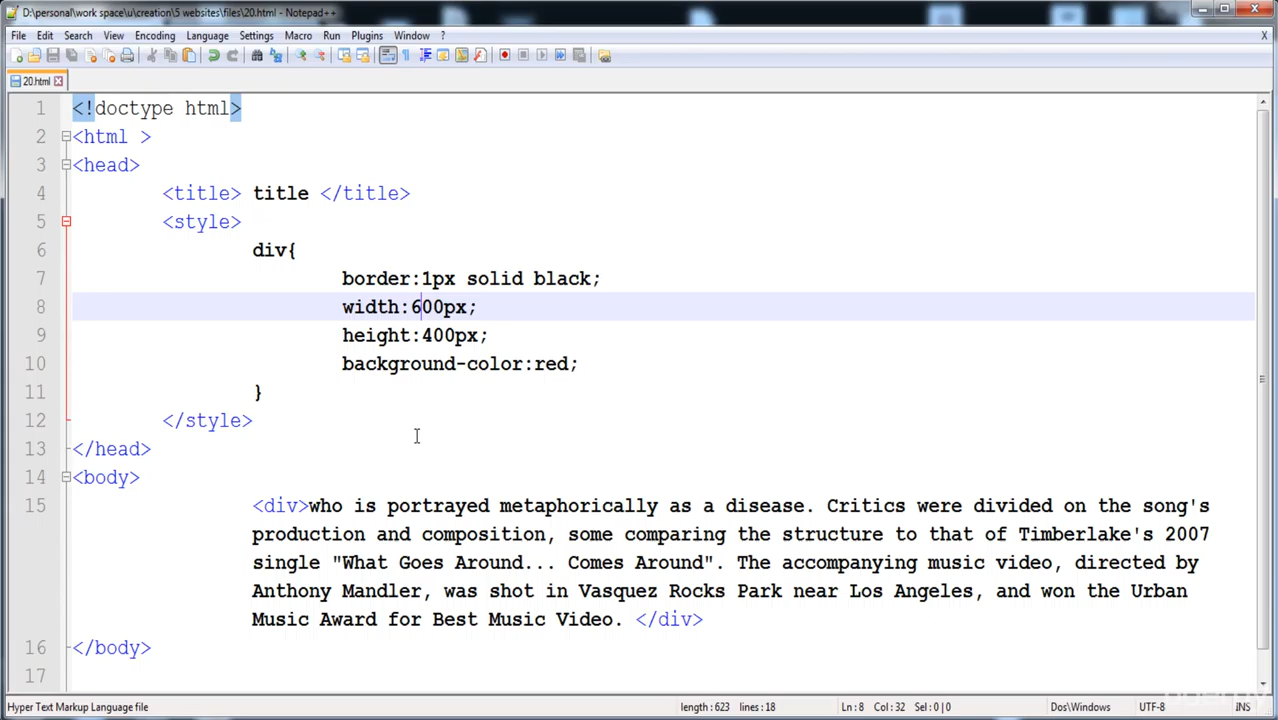 D:\personal\work space\u\creation\5 websites\files\20.html - Notepad++
File Edit Search View Encoding Language Settings Macro Run Plugins Window ? X
20.html
1 <!doctype html>
2 <html >
3 <head>
4 <title> title </title>
5 <style>
6 div{
7 border:1px solid black;
8 width:600px;
9 height:400px;
10 background-color:red;
11 }
12 </style>
13 </head>
14 <body>
15 <div>who is portrayed metaphorically as a disease. Critics were divided on the song's
production and composition, some comparing the structure to that of Timberlake's 2007
single "What Goes Around... Comes Around". The accompanying music video, directed by
Anthony Mandler, was shot in Vasquez Rocks Park near Los Angeles, and won the Urban
Music Award for Best Music Video. </div>
16 </body>
17
Hyper Text Markup Language file length : 623 lines : 18 Ln : 8 Col : 32 Sel : 0 | 0 Dos\Windows UTF-8 INS